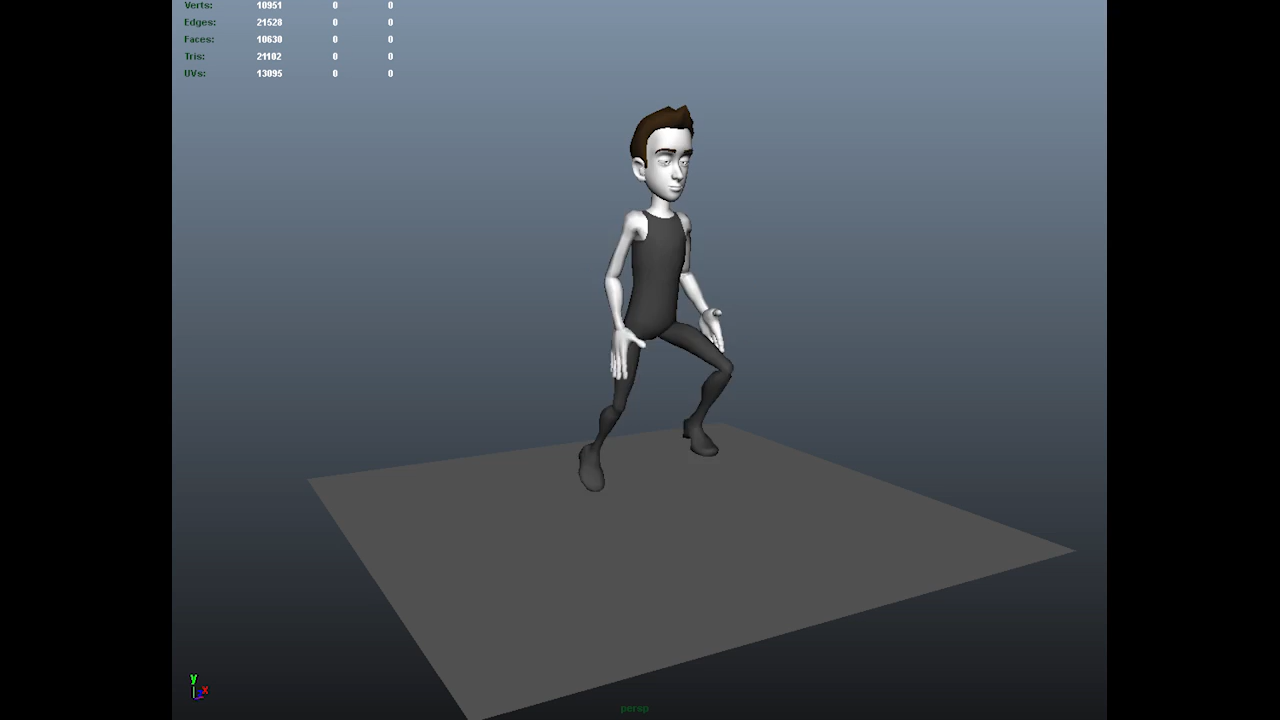 Verts: 10951 0 0
Edges: 21528 0 0
Faces: 10630 0 0
Tris: 21102 0 0
UVs: 13095 0 0
y
x
persp